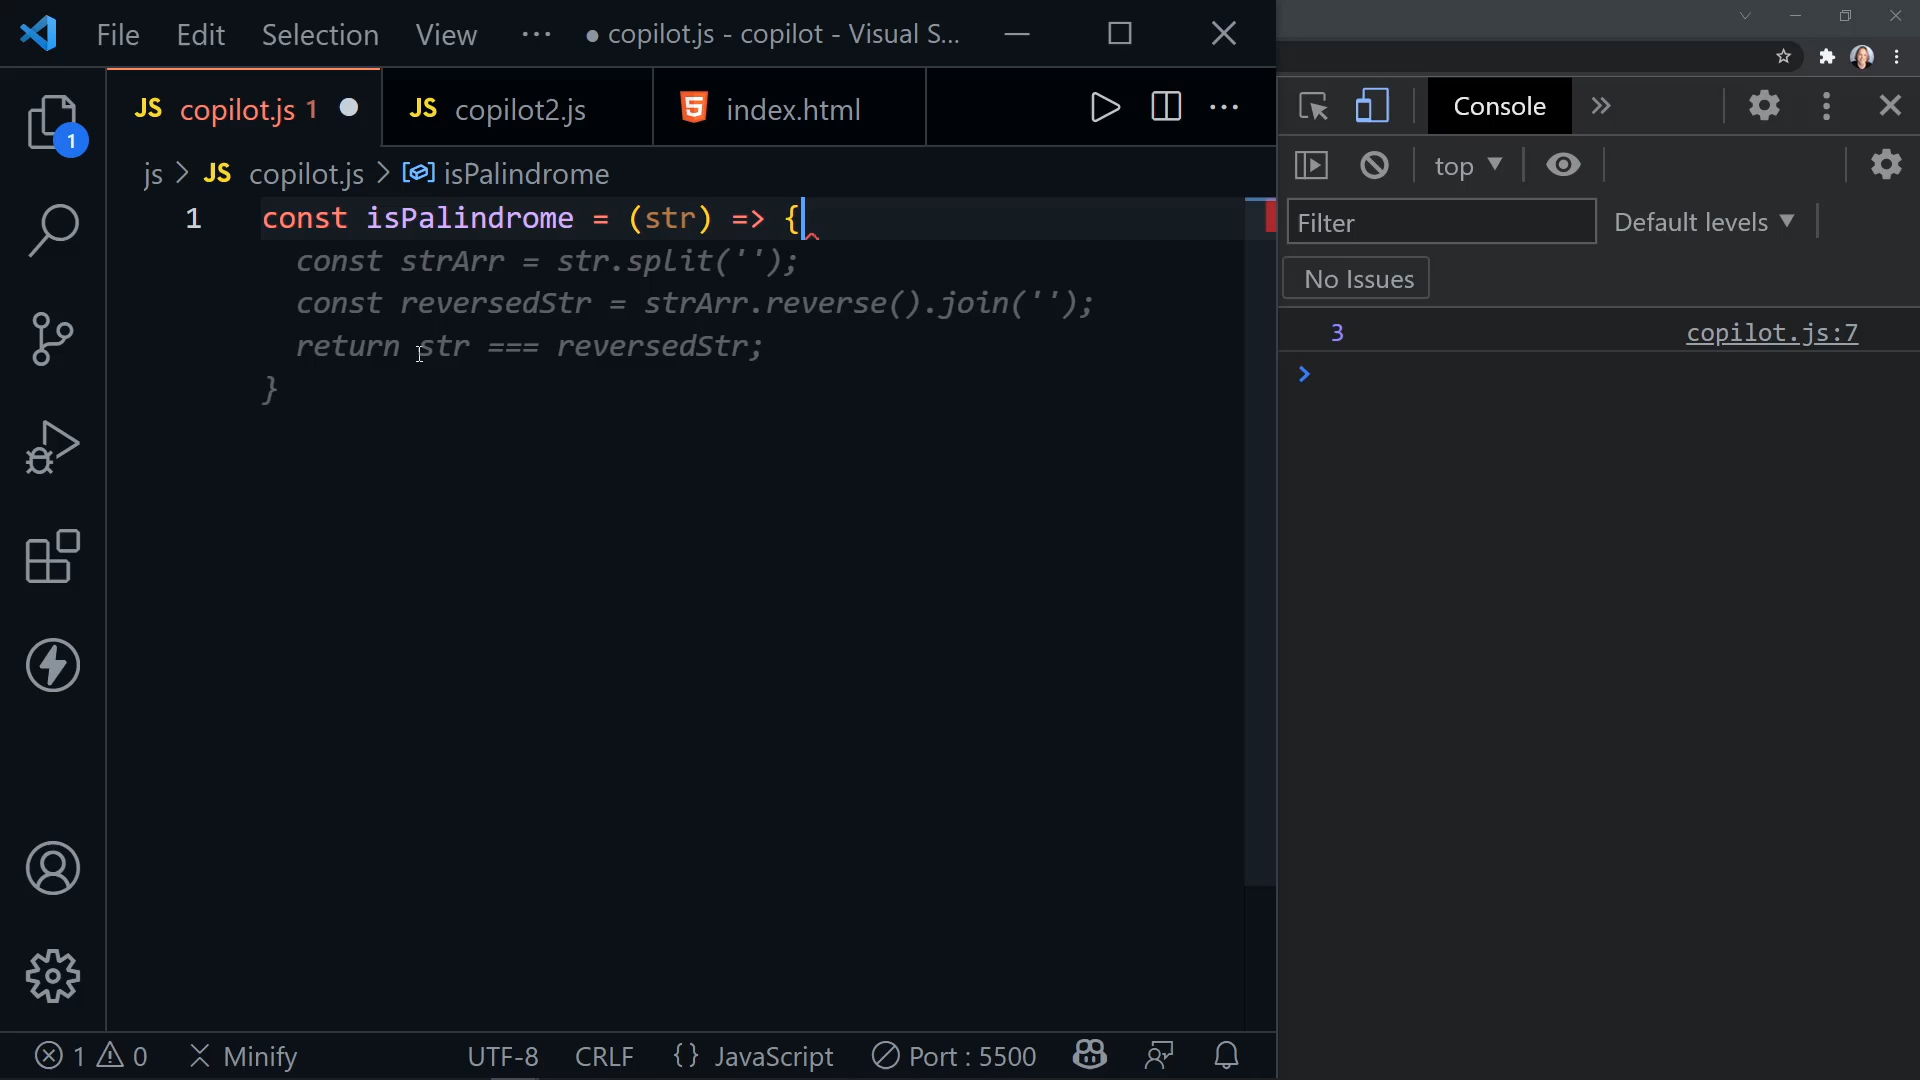 File Edit Selection View ··· ● copilot.js - copilot - Visual S...
JS copilot.js 1 ● JS copilot2.js index.html
js > JS copilot.js > isPalindrome
1 const isPalindrome = (str) => {
const strArr = str.split('');
const reversedStr = strArr.reverse().join('');
return str === reversedStr;
}
1
1 0 Minify UTF-8 CRLF {} JavaScript Port : 5500
Console
top
Filter Default levels
No Issues
3 copilot.js:7